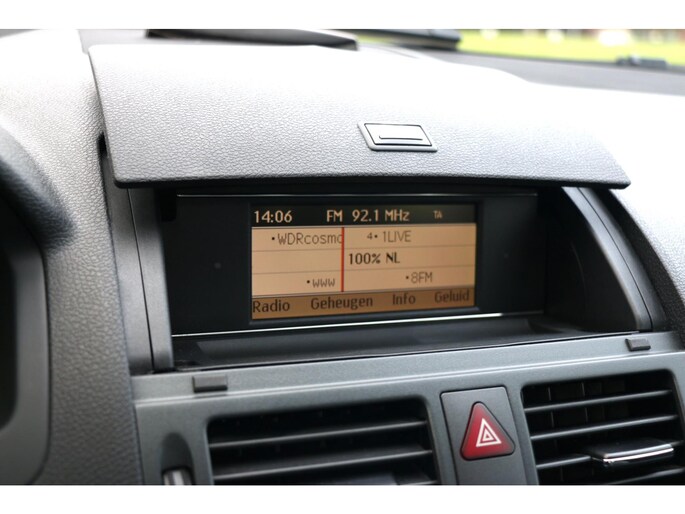 14:06 FM 92.1 MHz TA
•WDRcosmo 4• 1LIVE
100% NL
•www •8FM
Radio Geheugen Info Geluid